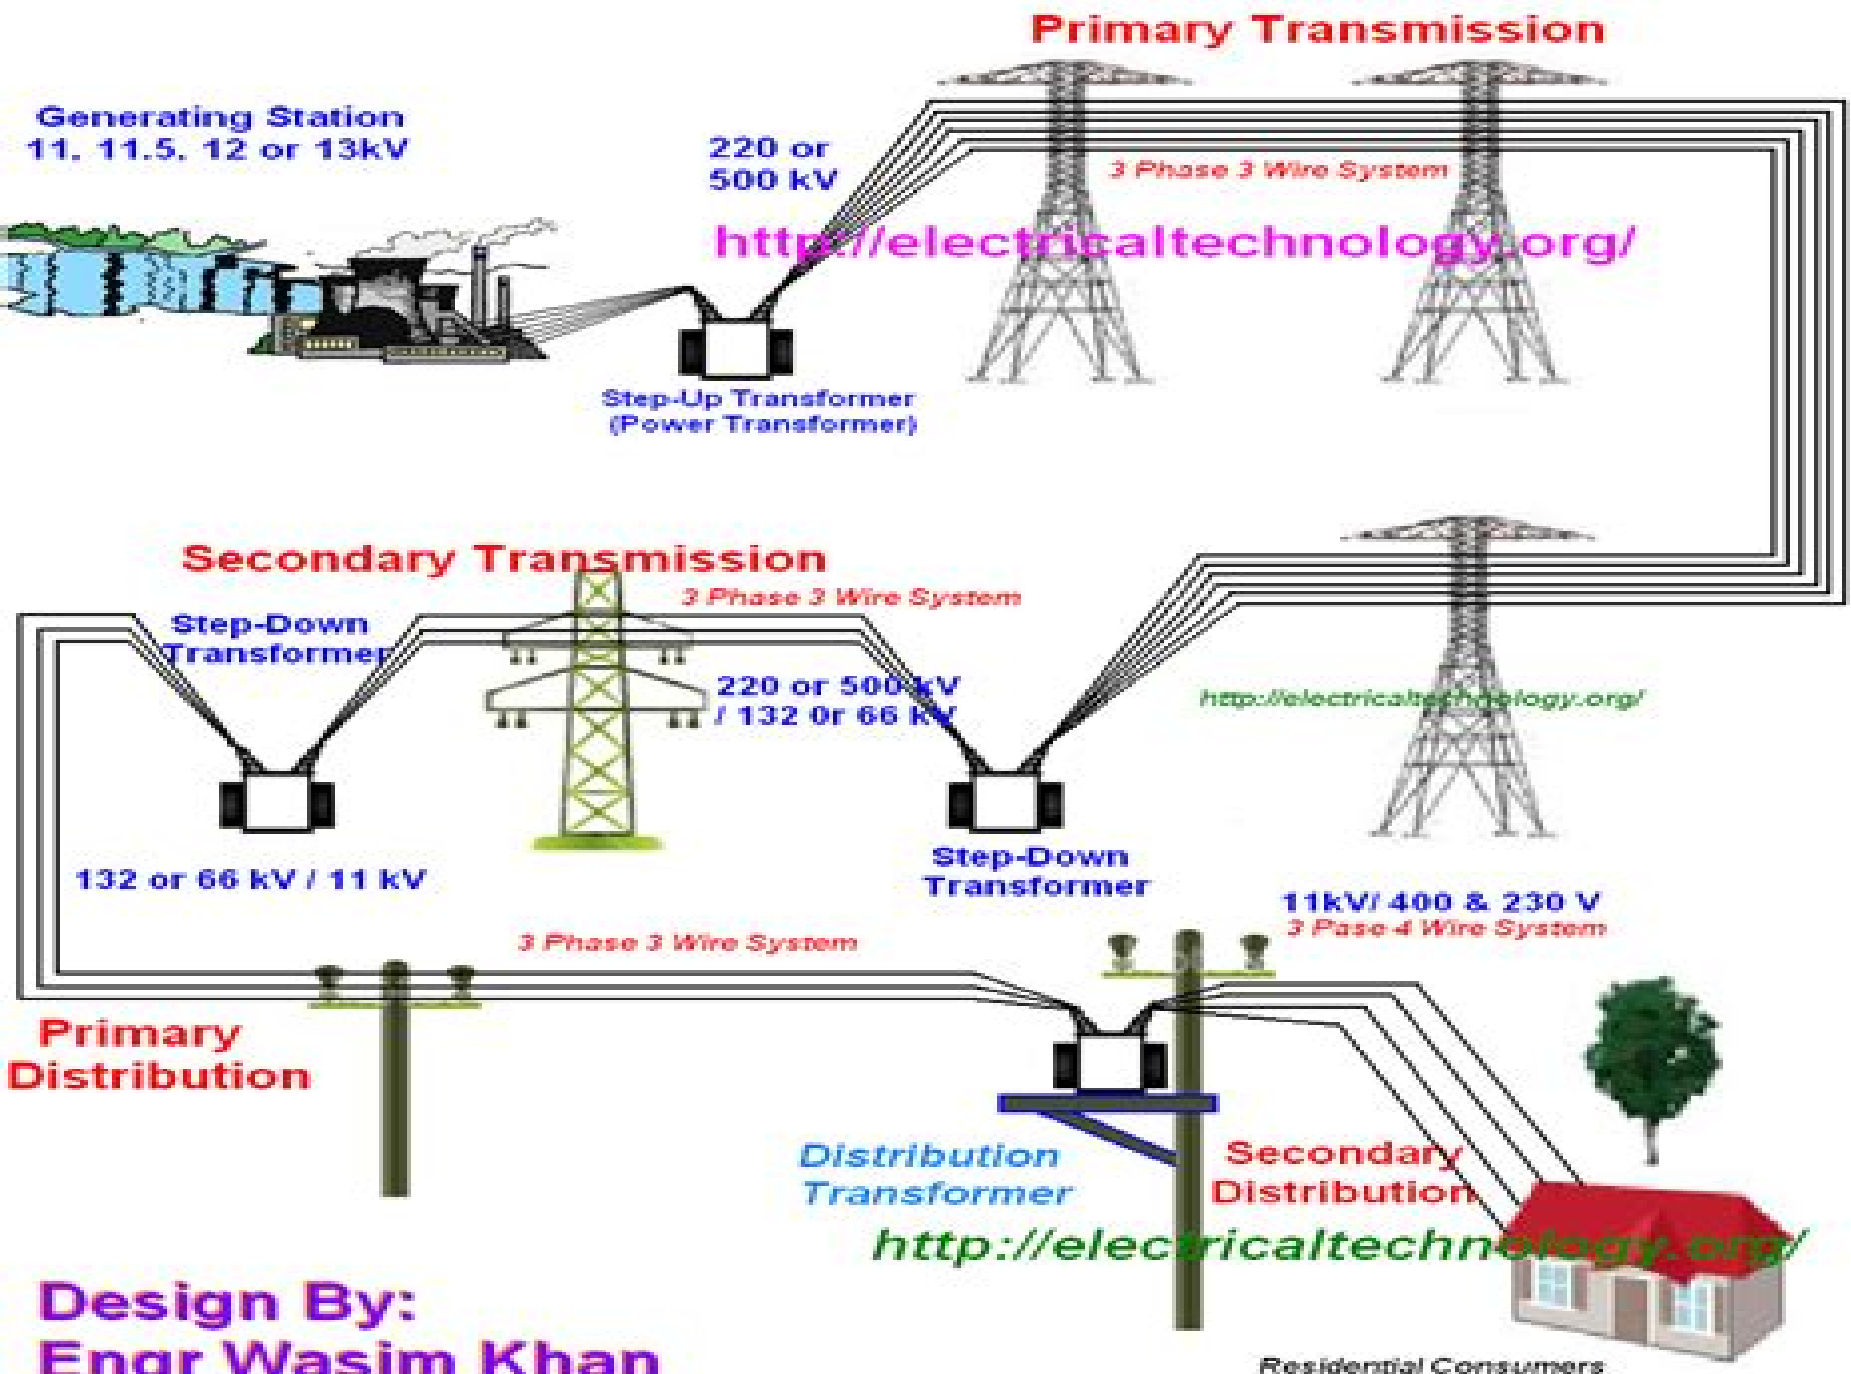 Primary Transmission
Generating Station
11. 11.5. 12 or 13kV
220 or
500 kV
3 Phase 3 Wire System
http://electricaltechnology.org/
Step-Up Transformer
(Power Transformer)
Secondary Transmission
3 Phase 3 Wire System
Step-Down
Transformer
220 or 500 kV
/ 132 0r 66 kV
http://electricaltechnology.org/
Step-Down
Transformer
132 or 66 kV / 11 kV
11kV/ 400 & 230 V
3 Pase 4 Wire System
3 Phase 3 Wire System
Primary
Distribution
Distribution
Transformer
Secondary
Distribution
http://electricaltechnology.org/
Design By:
Engr Wasim Khan
Residential Consumers